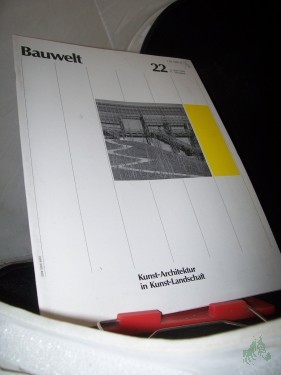 Bauwelt
22
Kunst-Architektur
in Kunst-Landschaft